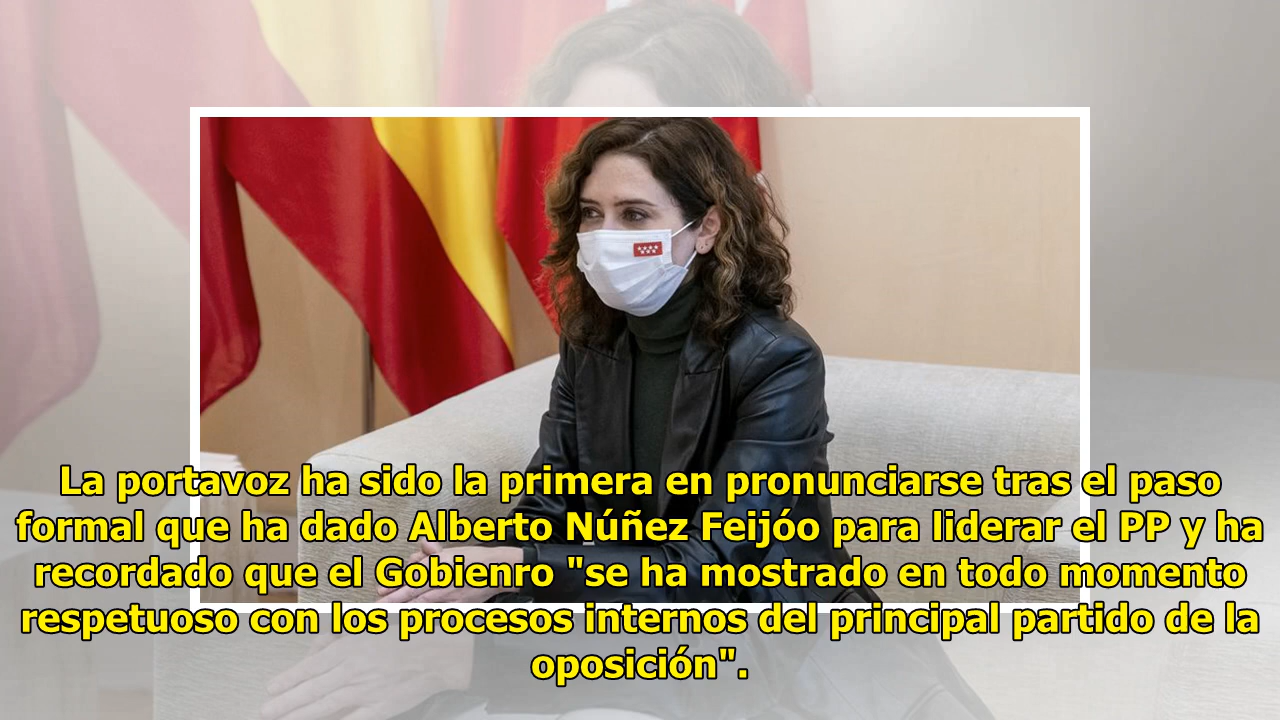 La portavoz ha sido la primera en pronunciarse tras el paso
formal que ha dado Alberto Núñez Feijóo para liderar el PP y ha
recordado que el Gobienro "se ha mostrado en todo momento
respetuoso con los procesos internos del principal partido de la
oposición".